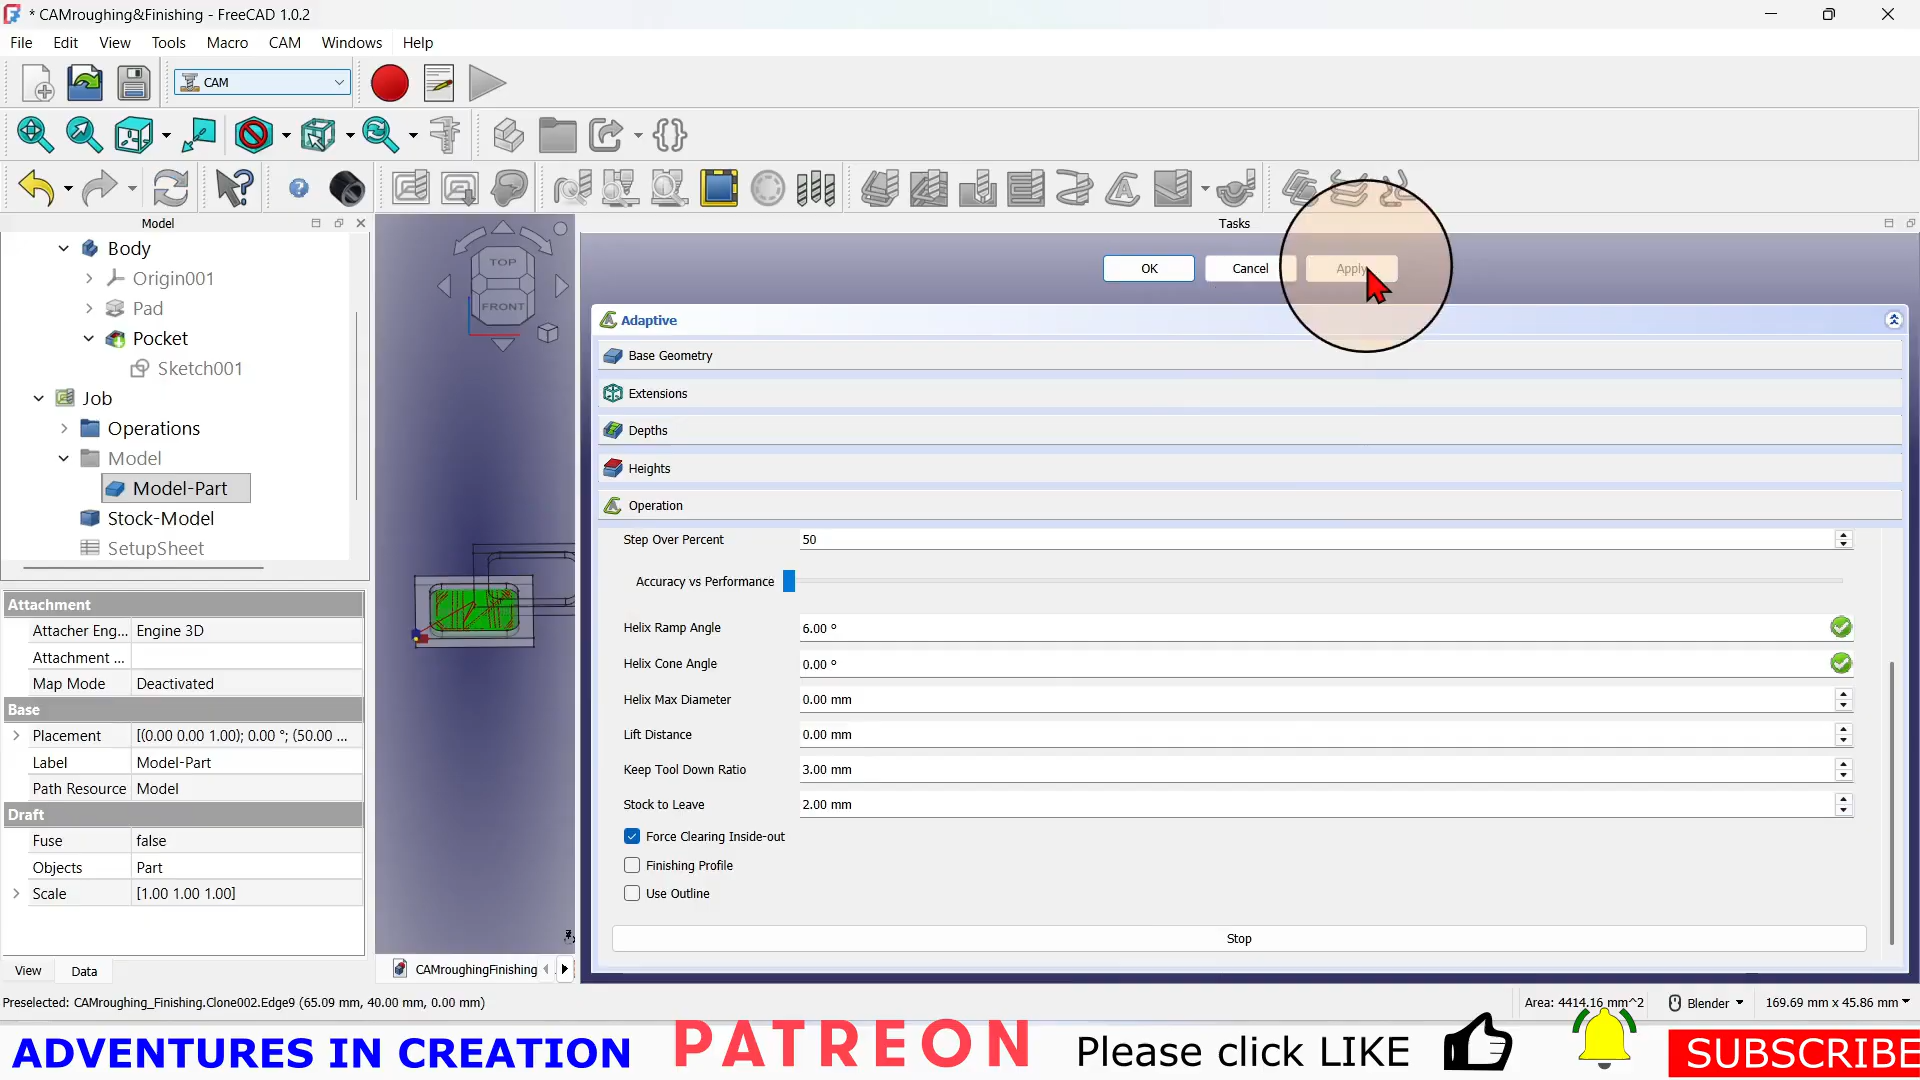 * CAMroughing&Finishing - FreeCAD 1.0.2
File Edit View Tools Macro CAM Windows Help
CAM
Model
Tasks
Body
Origin001
Pad
Pocket
Sketch001
Job
Operations
Model
Model-Part
Stock-Model
SetupSheet
TOP
FRONT
OK Cancel Apply
Adaptive
Base Geometry
Extensions
Depths
Heights
Operation
Step Over Percent 50
Accuracy vs Performance
Helix Ramp Angle 6.00 °
Helix Cone Angle 0.00 °
Helix Max Diameter 0.00 mm
Lift Distance 0.00 mm
Keep Tool Down Ratio 3.00 mm
Stock to Leave 2.00 mm
Force Clearing Inside-out
Finishing Profile
Use Outline
Stop
Attachment
Attacher Eng... Engine 3D
Attachment ...
Map Mode Deactivated
Base
Placement [(0.00 0.00 1.00); 0.00 °; (50.00 ...
Label Model-Part
Path Resource Model
Draft
Fuse false
Objects Part
Scale [1.00 1.00 1.00]
View Data
CAMroughingFinishing
Preselected: CAMroughing_Finishing.Clone002.Edge9 (65.09 mm, 40.00 mm, 0.00 mm)
Area: 4414.16 mm^2 Blender 169.69 mm x 45.86 mm
ADVENTURES IN CREATION PATREON Please click LIKE SUBSCRIBE